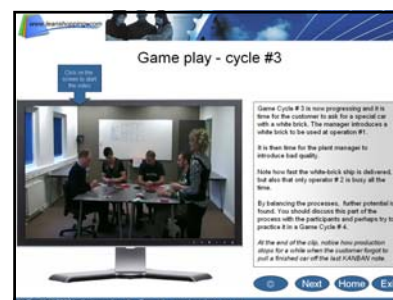 www.leanshopping.com
Game play - cycle #3
Click on the
screen to start
the video
Game Cycle # 3 is now progressing and it is
time for the customer to ask for a special car
with a white brick. The manager introduces a
white brick to be used at operation #1.
It is then time for the plant manager to
introduce bad quality.
Note how fast the white-brick ship is delivered,
but also that only operator # 2 is busy all the
time.
By balancing the processes, further potential is
found. You should discuss this part of the
process with the participants and perhaps try to
practice it in a Game Cycle # 4.
At the end of the clip, notice how production
stops for a while when the customer forgot to
pull a finished car off the last KANBAN note.
©
Next
Home
Ex